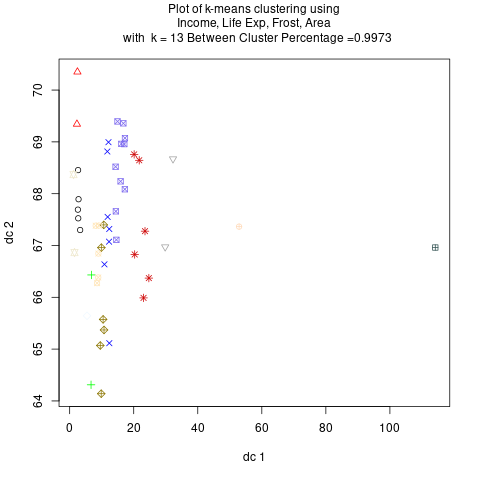 Plot of k-means clustering using
Income, Life Exp, Frost, Area
with k = 13 Between Cluster Percentage =0.9973
70
69
68
67
66
65
64
dc 2
0
20
40
60
80
100
dc 1